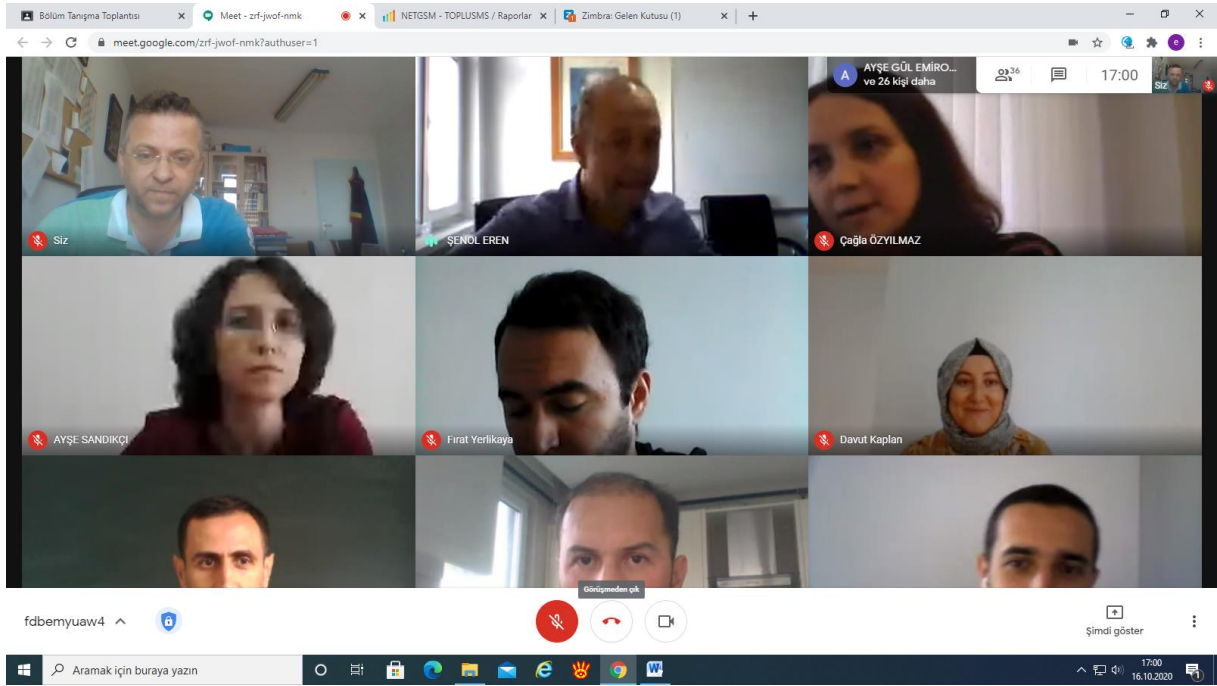 Bölüm Tanışma Toplantısı
Meet - zrf-jwof-nmk
NETGSM - TOPLUSMS / Raporlar
Zimbra: Gelen Kutusu (1)
meet.google.com/zrf-jwof-nmk?authuser=1
e
A
AYŞE GÜL EMİRO...
ve 26 kişi daha
36
17:00
Siz
Siz
ŞENOL EREN
Çağla ÖZYILMAZ
AYŞE SANDIKÇI
Fırat Yerlikaya
Davut Kaplan
Görüşmeden çık
fdbemyuaw4
Şimdi göster
Aramak için buraya yazın
17:00
16.10.2020